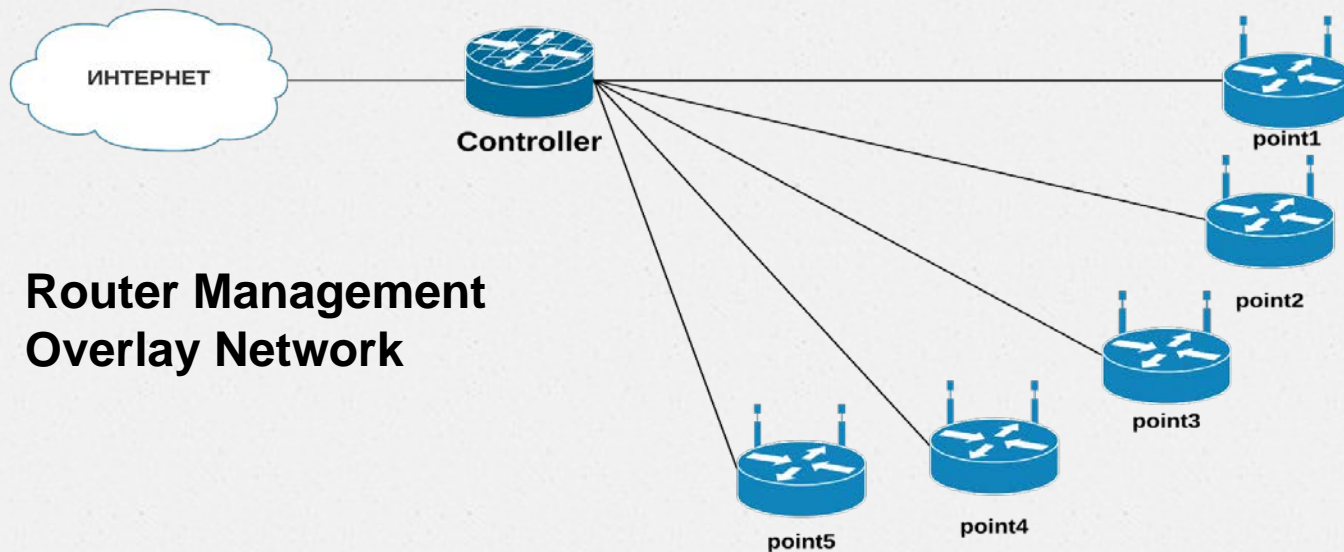 ИНТЕРНЕТ
Controller
point1
point2
Router Management
Overlay Network
point3
point4
point5